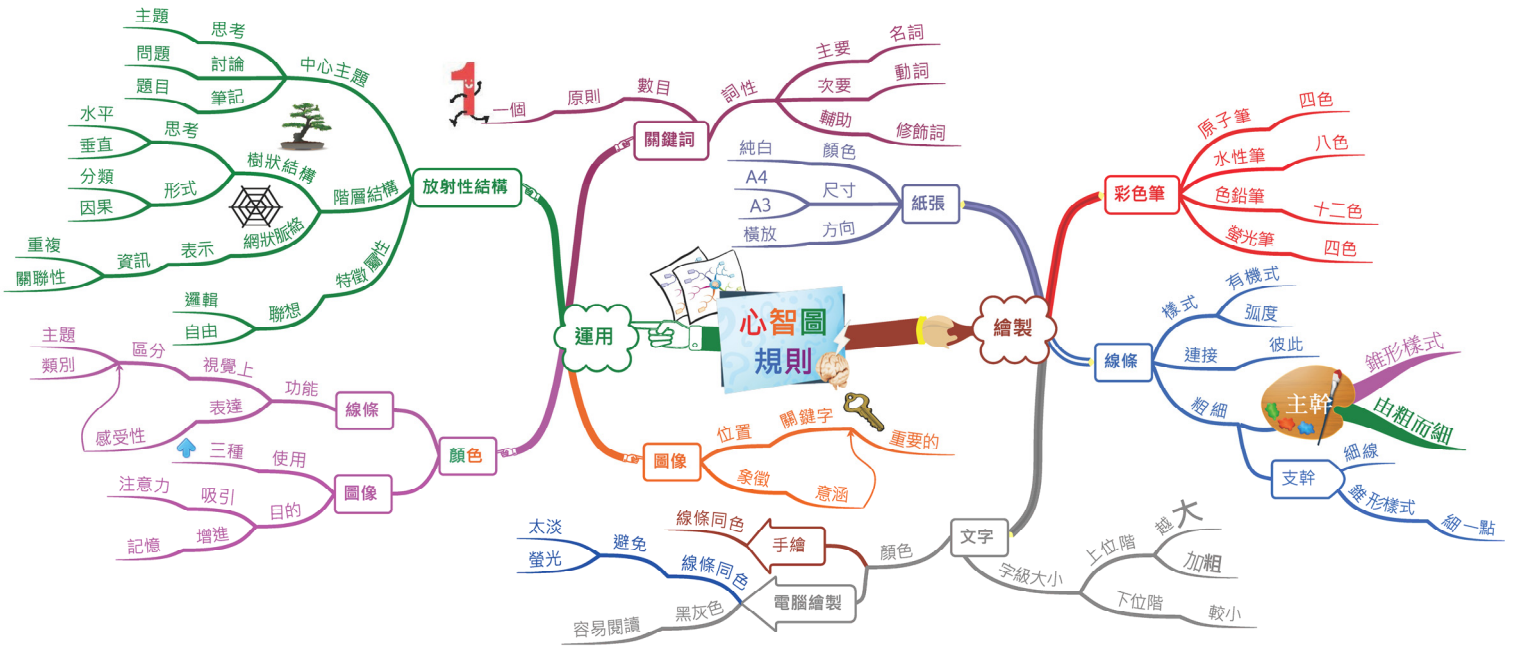 心智圖
規則
運用
放射性結構
中心主題
思考
主題
討論
問題
筆記
題目
階層結構
樹狀結構
思考
水平
垂直
形式
分類
因果
網狀脈絡
表示
資訊
重複
關聯性
屬性
特徵
聯想
邏輯
自由
顏色
線條
功能
視覺上
區分
主題
類別
表達
感受性
圖像
使用
三種
目的
吸引
注意力
增進
記憶
關鍵詞
數目
原則
一個
1
詞性
主要
名詞
次要
動詞
輔助
修飾詞
圖像
位置
關鍵字
重要的
象徵
意涵
繪製
彩色筆
原子筆
四色
水性筆
八色
色鉛筆
十二色
螢光筆
四色
紙張
顏色
純白
尺寸
A4
A3
方向
橫放
線條
樣式
有機式
弧度
連接
彼此
粗細
主幹
錐形樣式
由粗而細
支幹
細線
錐形樣式
細一點
文字
顏色
手繪
線條同色
電腦繪製
線條同色
避免
太淡
螢光
黑灰色
容易閱讀
字級大小
上位階
越大
加粗
下位階
較小